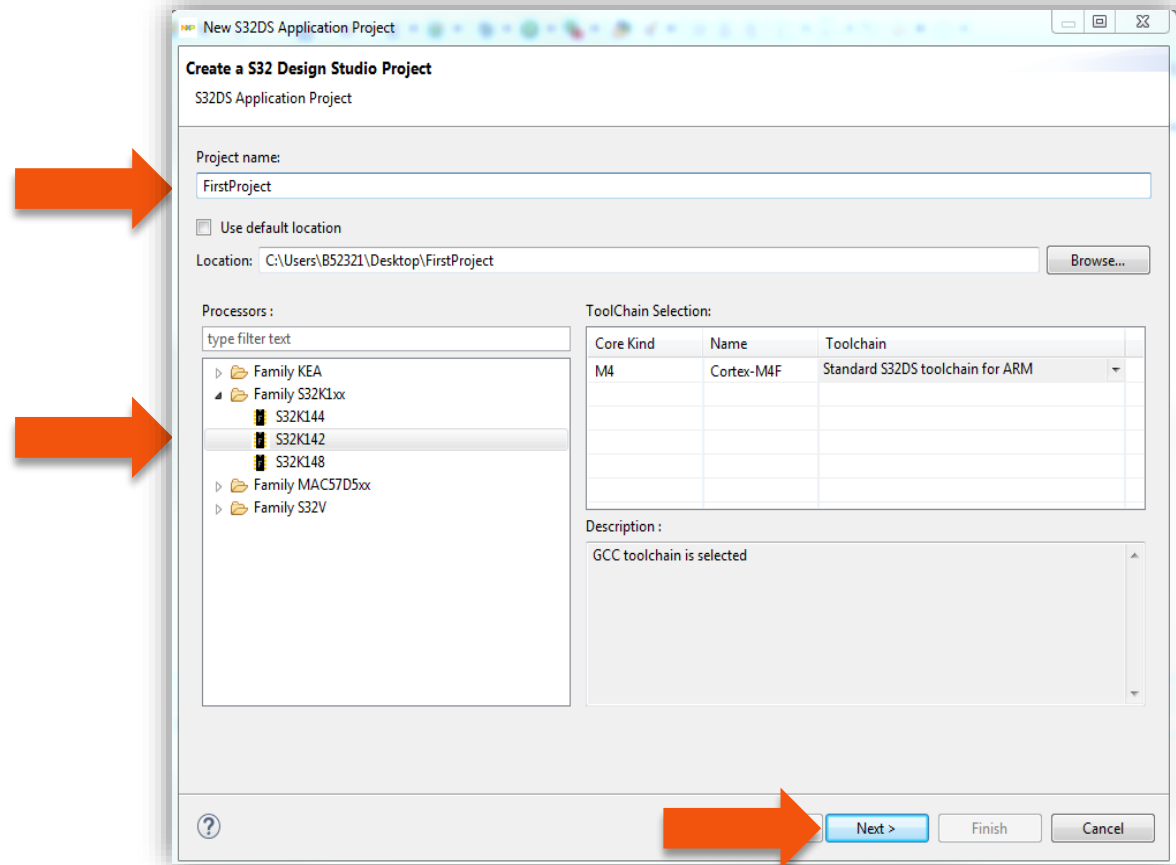 NXP New S32DS Application Project
Create a S32 Design Studio Project
S32DS Application Project
Project name:
FirstProject
Use default location
Location: C:\Users\B52321\Desktop\FirstProject Browse...
Processors :
type filter text
Family KEA
Family S32K1xx
S32K144
S32K142
S32K148
Family MAC57D5xx
Family S32V
ToolChain Selection:
Core Kind Name Toolchain
M4 Cortex-M4F Standard S32DS toolchain for ARM
Description :
GCC toolchain is selected
? Next > Finish Cancel